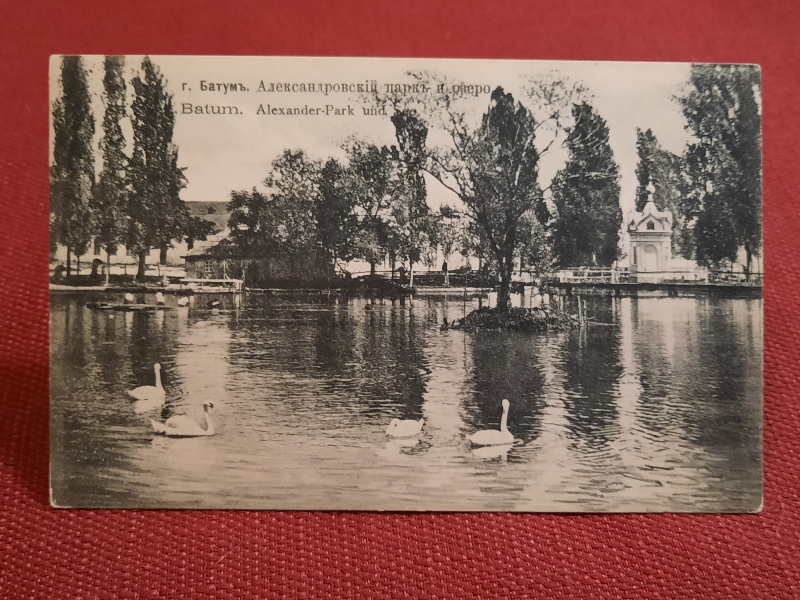 г. Батумъ. Александровскій паркъ и озеро
Batum. Alexander-Park und